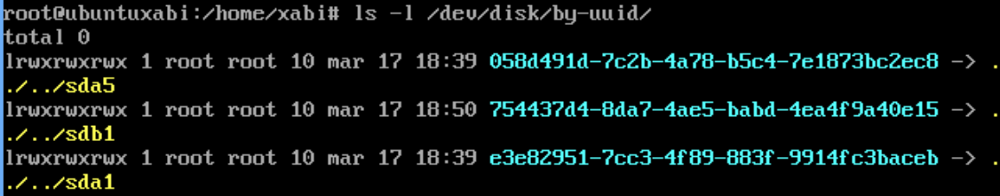 root@ubuntuxabi:/home/xabi# ls -l /dev/disk/by-uuid/
total 0
lrwxrwxrwx 1 root root 10 mar 17 18:39 058d491d-7c2b-4a78-b5c4-7e1873bc2ec8 -> .
./../sda5
lrwxrwxrwx 1 root root 10 mar 17 18:50 754437d4-8da7-4ae5-babd-4ea4f9a40e15 -> .
./../sdb1
lrwxrwxrwx 1 root root 10 mar 17 18:39 e3e82951-7cc3-4f89-883f-9914fc3baceb -> .
./../sda1